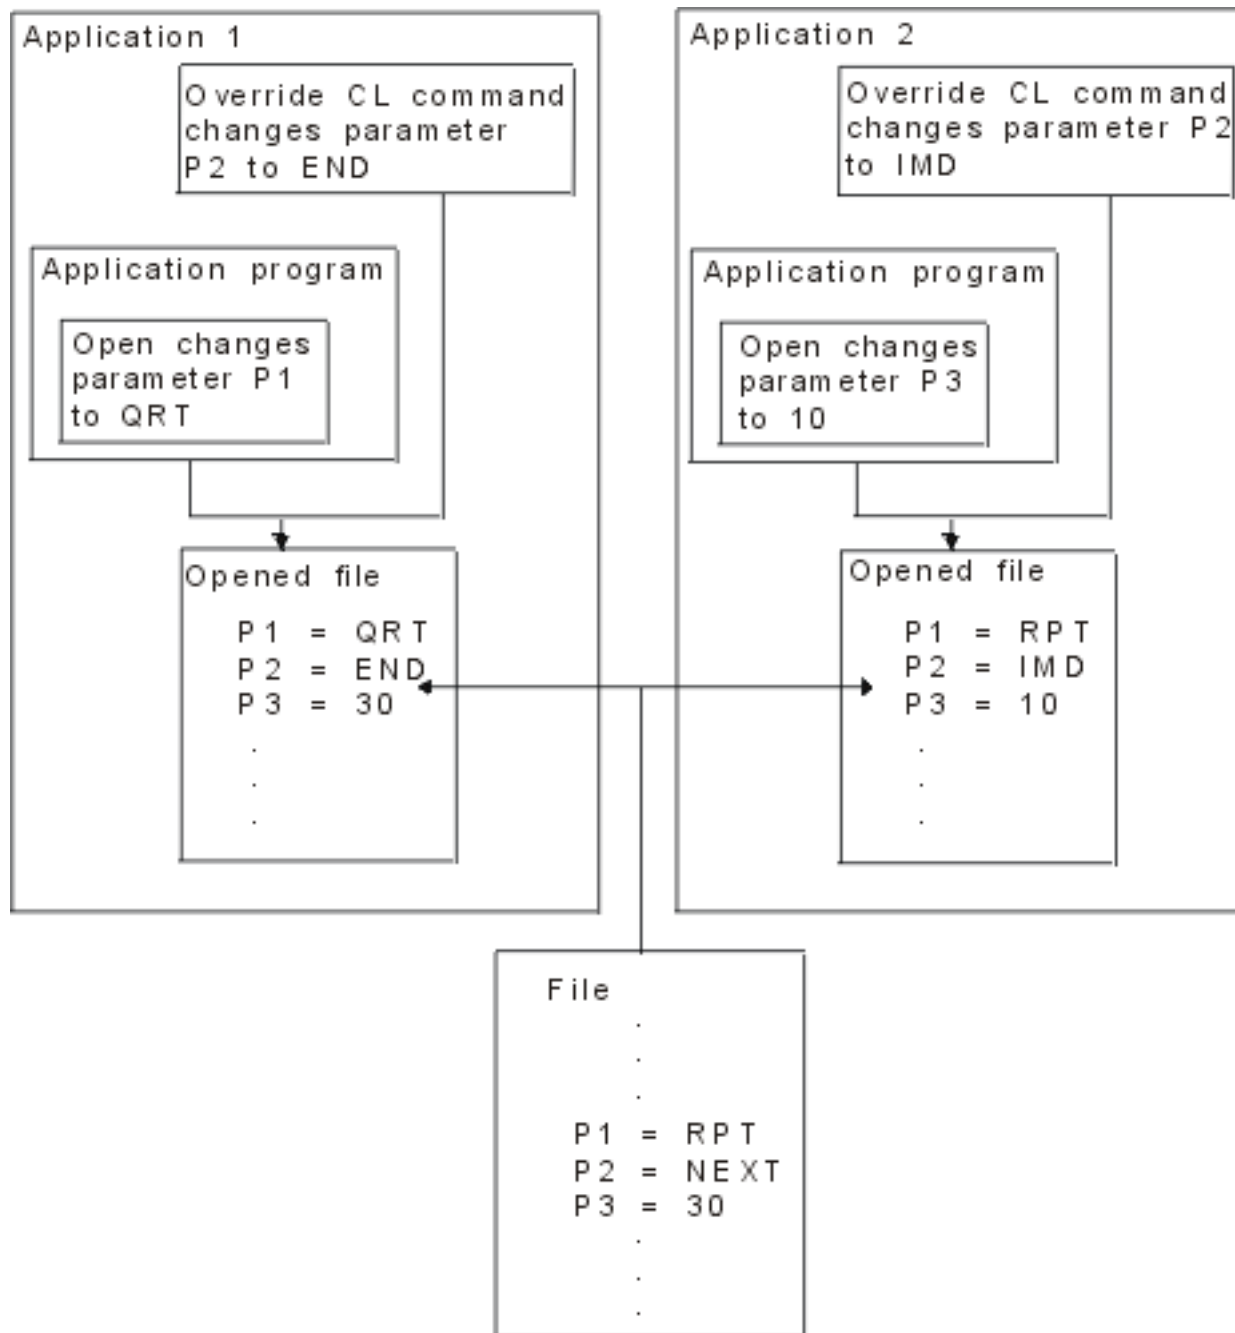 Application 1
Override CL command
changes parameter
P2 to END
Application program
Open changes
parameter P1
to QRT
Opened file
P1 = QRT
P2 = END
P3 = 30
.
.
.
Application 2
Override CL command
changes parameter P2
to IMD
Application program
Open changes
parameter P3
to 10
Opened file
P1 = RPT
P2 = IMD
P3 = 10
.
.
.
File
.
.
.
P1 = RPT
P2 = NEXT
P3 = 30
.
.
.